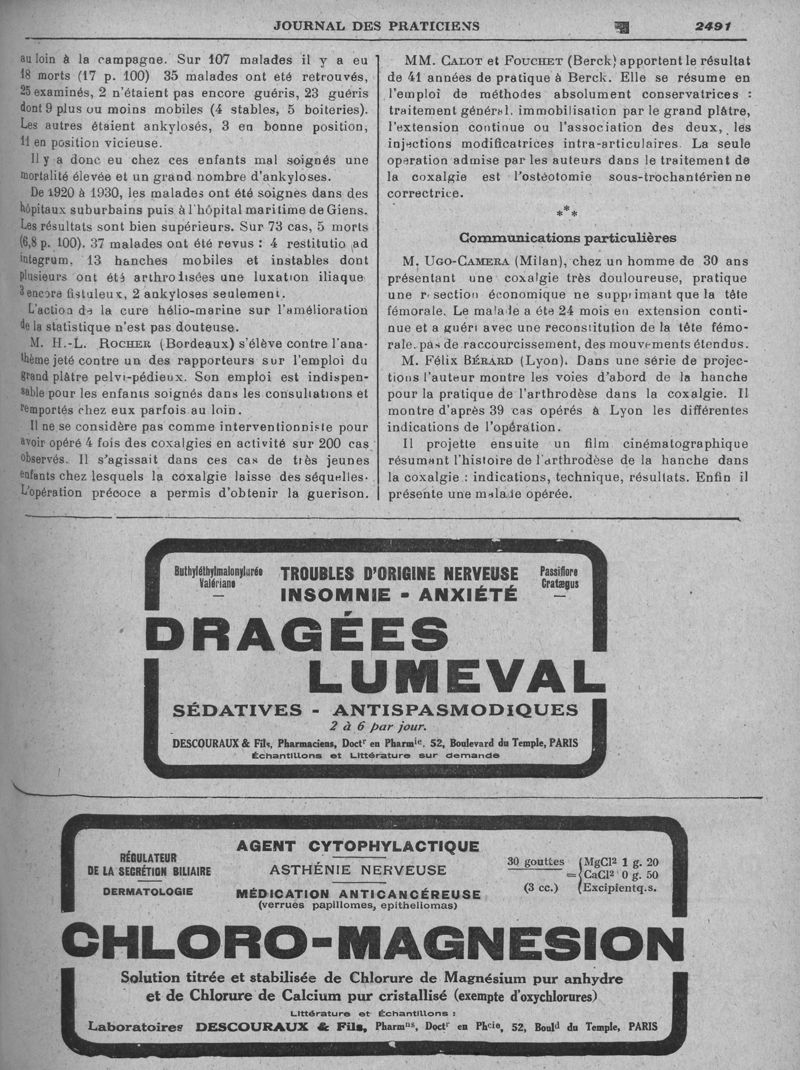 JOURNAL DES PRATICIENS
2491
au loin à la campagne. Sur 107 malades il y a eu
18 morts (17 p. 100) 35 malades ont été retrouvés,
25 examinés, 2 n'étaient pas encore guéris, 23 guéris
dont 9 plus ou moins mobiles (4 stables, 5 boiteries).
Les autres étaient ankylosés, 3 en bonne position,
11 en position vicieuse.
Il y a donc eu chez ces enfants mal soignés une
mortalité élevée et un grand nombre d'ankyloses.
De 1920 à 1930, les malades ont été soignés dans des
hôpitaux suburbains puis à l'hôpital maritime de Giens.
Les résultats sont bien supérieurs. Sur 73 cas, 5 morts
(6,8 p. 100). 37 malades ont été revus : 4 restitutio ad
integrum, 13 hanches mobiles et instables dont
plusieurs ont été arthrodisées une luxation iliaque
3 encore fistuleux, 2 ankyloses seulement.
L'action de la cure hélio-marine sur l'amélioration
de la statistique n'est pas douteuse.
M. H.-L. ROCHER (Bordeaux) s'élève contre l'ana-
thème jeté contre un des rapporteurs sur l'emploi du
grand plâtre pelvi-pédieux. Son emploi est indispen-
sable pour les enfants soignés dans les consultations et
remportés chez eux parfois au loin.
Il ne se considère pas comme interventionniste pour
avoir opéré 4 fois des coxalgies en activité sur 200 cas
observés. Il s'agissait dans ces cas de très jeunes
enfants chez lesquels la coxalgie laisse des séquelles.
L'opération précoce a permis d'obtenir la guerison.
MM. CALOT et FOUCHET (Berck) apportent le résultat
de 41 années de pratique à Berck. Elle se résume en
l'emploi de méthodes absolument conservatrices :
traitement général, immobilisation par le grand plâtre,
l'extension continue ou l'association des deux, les
injections modificatrices intra-articulaires. La seule
opération admise par les auteurs dans le traitement de
la coxalgie est l'ostéotomie sous-trochantérienne
correctrice.
***
Communications particulières
M. UGO-CAMERA (Milan), chez un homme de 30 ans
présentant une coxalgie très douloureuse, pratique
une résection économique ne supprimant que la tête
fémorale. Le malade a été 24 mois en extension conti-
nue et a guéri avec une reconstitution de la tête fémo-
rale, pas de raccourcissement, des mouvements étendus.
M. Félix BÉRARD (Lyon). Dans une série de projec-
tions l'auteur montre les voies d'abord de la hanche
pour la pratique de l'arthrodèse dans la coxalgie. Il
montre d'après 39 cas opérés à Lyon les différentes
indications de l'opération.
Il projette ensuite un film cinématographique
résumant l'histoire de l'arthrodèse de la hanche dans
la coxalgie : indications, technique, résultats. Enfin il
présente une malade opérée.
Buthyléthylmalonylurée
Valériane
—
TROUBLES D'ORIGINE NERVEUSE
INSOMNIE - ANXIÉTÉ
Passiflore
Cratægus
—
DRAGÉES
LUMEVAL
SÉDATIVES - ANTISPASMODIQUES
2 à 6 par jour.
DESCOURAUX & Fils, Pharmaciens, Doctr en Pharmie, 52, Boulevard du Temple, PARIS
Échantillons et Littérature sur demande
RÉGULATEUR
DE LA SECRÉTION BILIAIRE
DERMATOLOGIE
AGENT CYTOPHYLACTIQUE
ASTHÉNIE NERVEUSE
MÉDICATION ANTICANCÉREUSE
(verrues papillomes, epitheliomas)
30 gouttes
(3 cc.)
=
MgCl2 1 g. 20
CaCl2 0 g. 50
Excipient q.s.
CHLORO-MAGNESION
Solution titrée et stabilisée de Chlorure de Magnésium pur anhydre
et de Chlorure de Calcium pur cristallisé (exempte d'oxychlorures)
Littérature et Échantillons :
Laboratoires DESCOURAUX & Fils, Pharmns, Doctr en Phcie, 52, Bould du Temple, PARIS